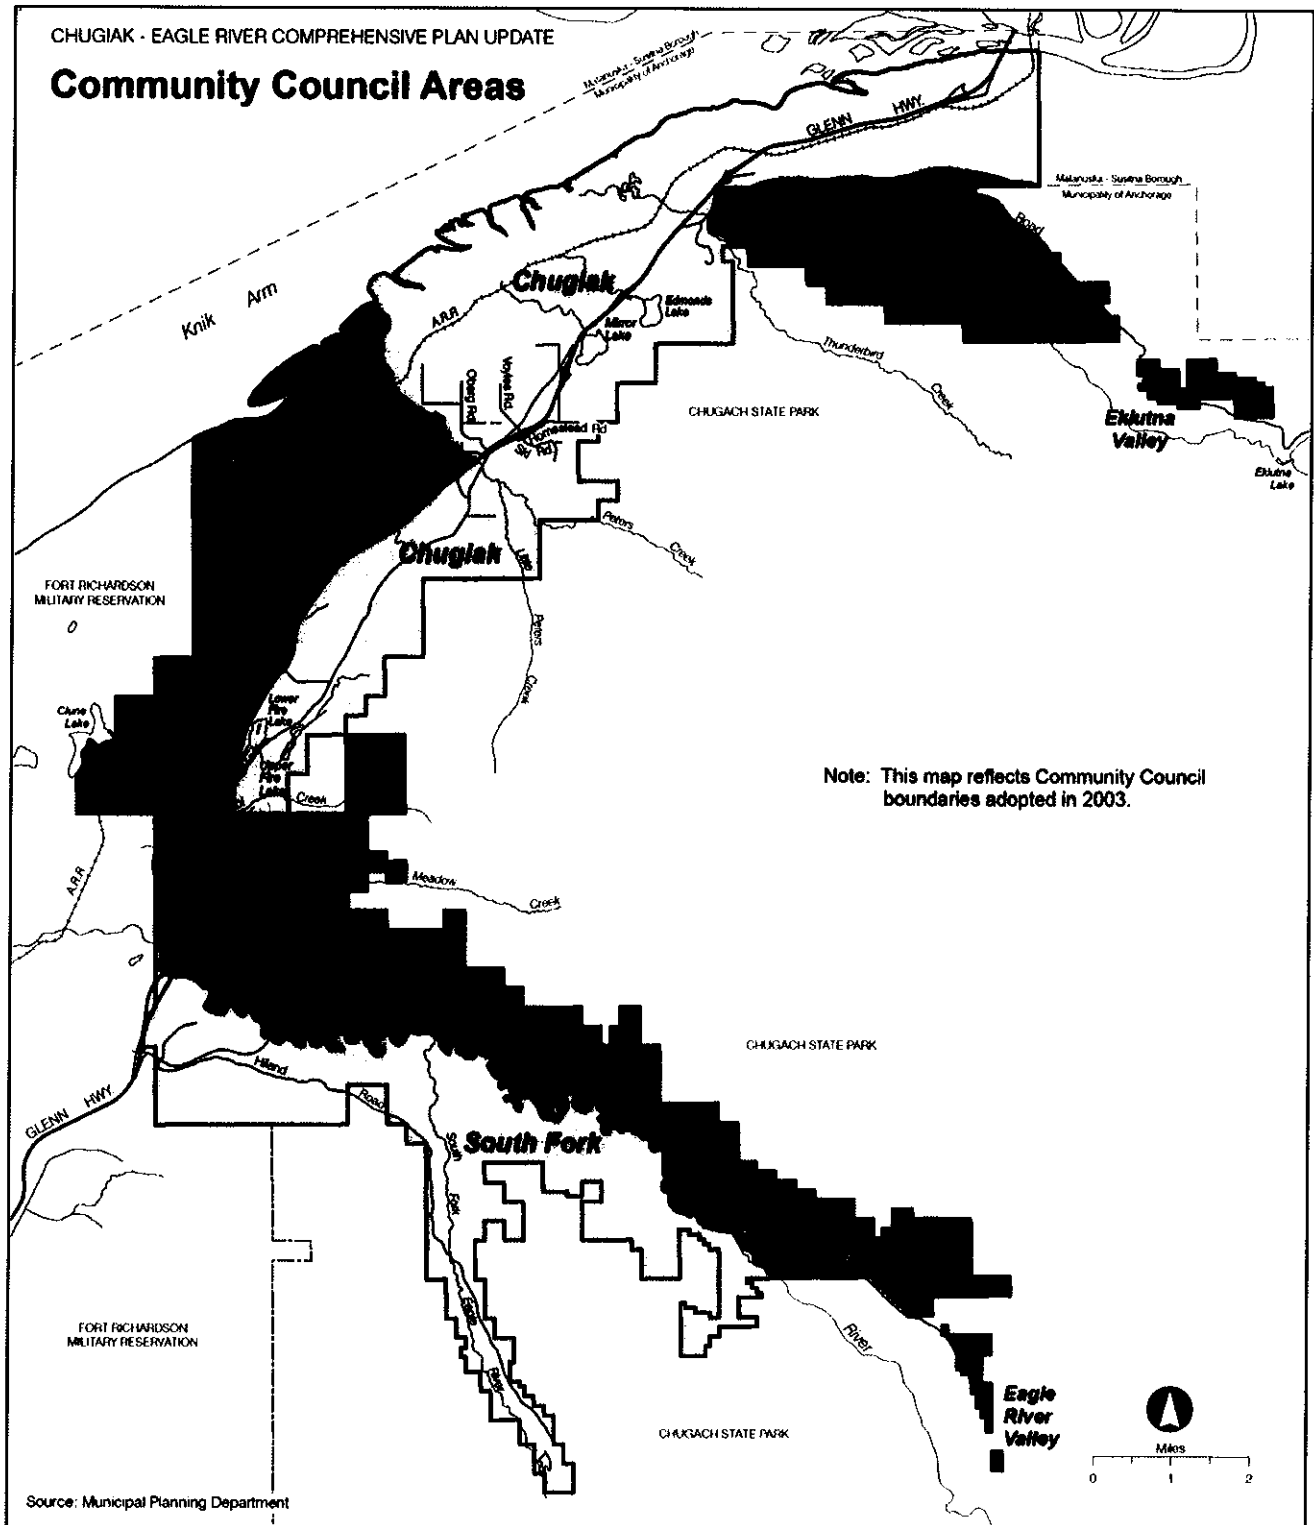 CHUGIAK - EAGLE RIVER COMPREHENSIVE PLAN UPDATE
Community Council Areas
Matanuska - Susitna Borough
Municipality of Anchorage
GLENN HWY.
Matanuska - Susitna Borough
Municipality of Anchorage
Road
Knik Arm
Chugiak
A.R.R
Edmonds
Lake
Mirror
Lake
Thunderbird
Creek
Voyles Rd.
Oberg Rd.
CHUGACH STATE PARK
Homestead Rd
Ski Rd.
Eklutna
Valley
Eklutna
Lake
Peters
Creek
Chugiak
Little
Peters
Creek
FORT RICHARDSON
MILITARY RESERVATION
Clune
Lake
Lower
Fire
Lake
Upper
Fire
Lake
Creek
Note: This map reflects Community Council
boundaries adopted in 2003.
A.R.R
Meadow
Creek
CHUGACH STATE PARK
Hiland
Road
GLENN HWY.
South Fork
South
Fork
Eagle
River
River
FORT RICHARDSON
MILITARY RESERVATION
Eagle
River
Valley
CHUGACH STATE PARK
Miles
0 1 2
Source: Municipal Planning Department